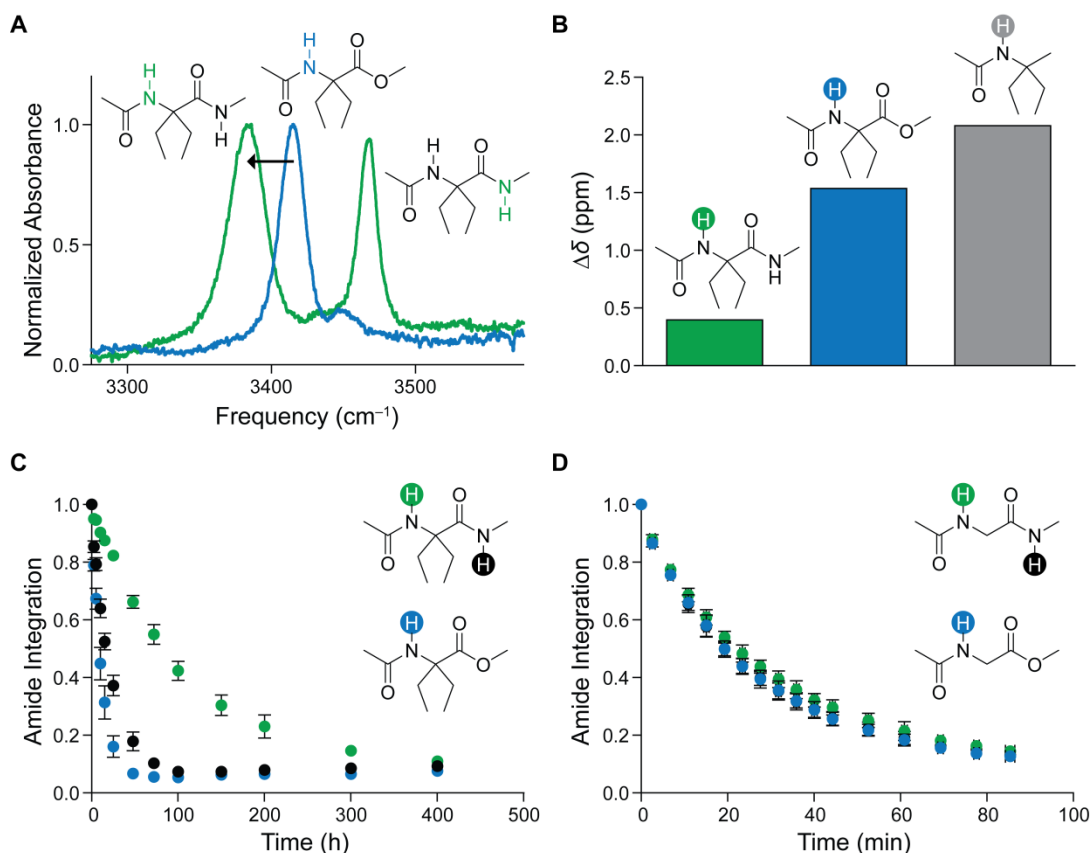 A
Normalized Absorbance
1.0
0.5
0.0
3300
3400
3500
Frequency (cm⁻¹)
H
N
O
O
N
H
H
N
O
O
O
H
N
O
O
N
H
B
Δδ (ppm)
2.5
2.0
1.5
1.0
0.5
0.0
H
N
O
O
N
H
H
N
O
O
O
H
N
O
C
Amide Integration
1.0
0.8
0.6
0.4
0.2
0.0
0
100
200
300
400
500
Time (h)
H
N
O
O
N
H
H
N
O
O
O
D
Amide Integration
1.0
0.8
0.6
0.4
0.2
0.0
0
20
40
60
80
100
Time (min)
H
N
O
O
N
H
H
N
O
O
O